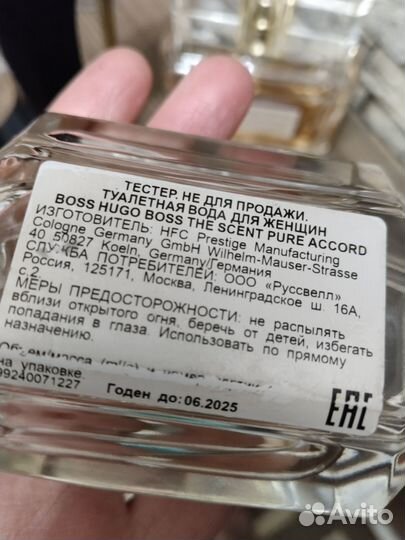 ТЕСТЕР. НЕ ДЛЯ ПРОДАЖИ.
ТУАЛЕТНАЯ ВОДА ДЛЯ ЖЕНЩИН
BOSS HUGO BOSS THE SCENT PURE ACCORD
ИЗГОТОВИТЕЛЬ: HFC Prestige Manufacturing
Cologne Germany GmbH Wilhelm-Mauser-Strasse
40 50827 Koeln, Germany/Германия
СЛУЖБА ПОТРЕБИТЕЛЕЙ: ООО «Руссвелл»
Россия, 125171, Москва, Ленинградское ш. 16А,
с.2
МЕРЫ ПРЕДОСТОРОЖНОСТИ: не распылять
вблизи открытого огня, беречь от детей, избегать
попадания в глаза. Использовать по прямому
назначению.
на упаковке
99240071227
Годен до:06.2025
EAC
Avito